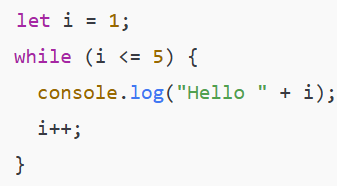 let i = 1;
while (i <= 5) {
  console.log("Hello " + i);
  i++;
}